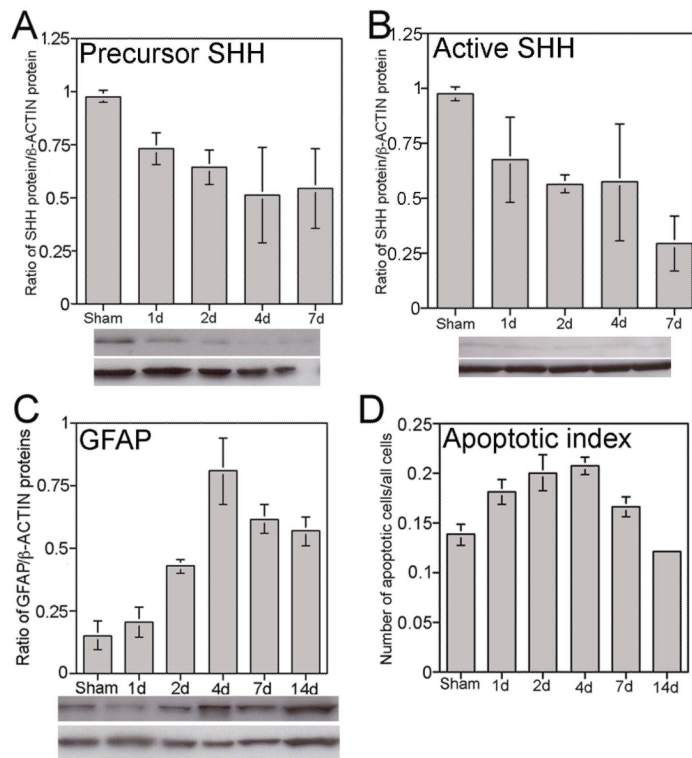 A
Precursor SHH
Ratio of SHH protein/β-ACTIN protein
1.25
1
0.75
0.5
0.25
0
Sham 1d 2d 4d 7d
B
Active SHH
Ratio of SHH protein/β-ACTIN protein
1.25
1
0.75
0.5
0.25
0
Sham 1d 2d 4d 7d
C
GFAP
Ratio of GFAP/β-ACTIN proteins
1
0.75
0.5
0.25
0
Sham 1d 2d 4d 7d 14d
D
Apoptotic index
Number of apoptotic cells/all cells
0.25
0.2
0.15
0.1
0.05
0
Sham 1d 2d 4d 7d 14d